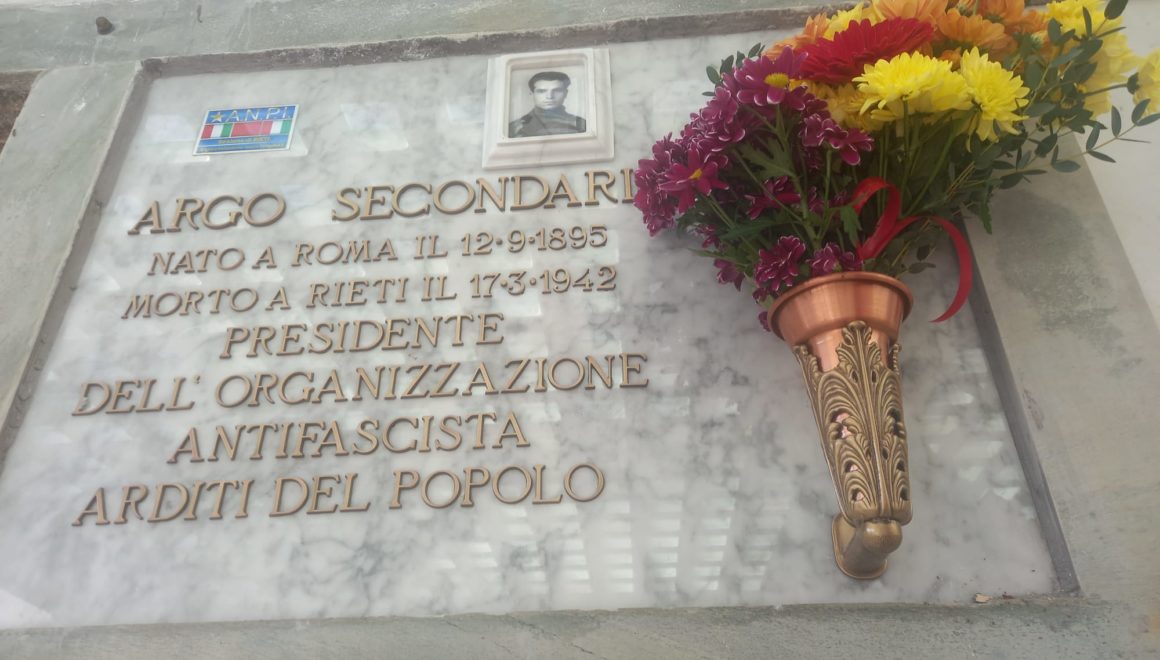 A.N.P.I.
ARGO SECONDARI
NATO A ROMA IL 12·9·1895
MORTO A RIETI IL 17·3·1942
PRESIDENTE
DELL' ORGANIZZAZIONE
ANTIFASCISTA
ARDITI DEL POPOLO